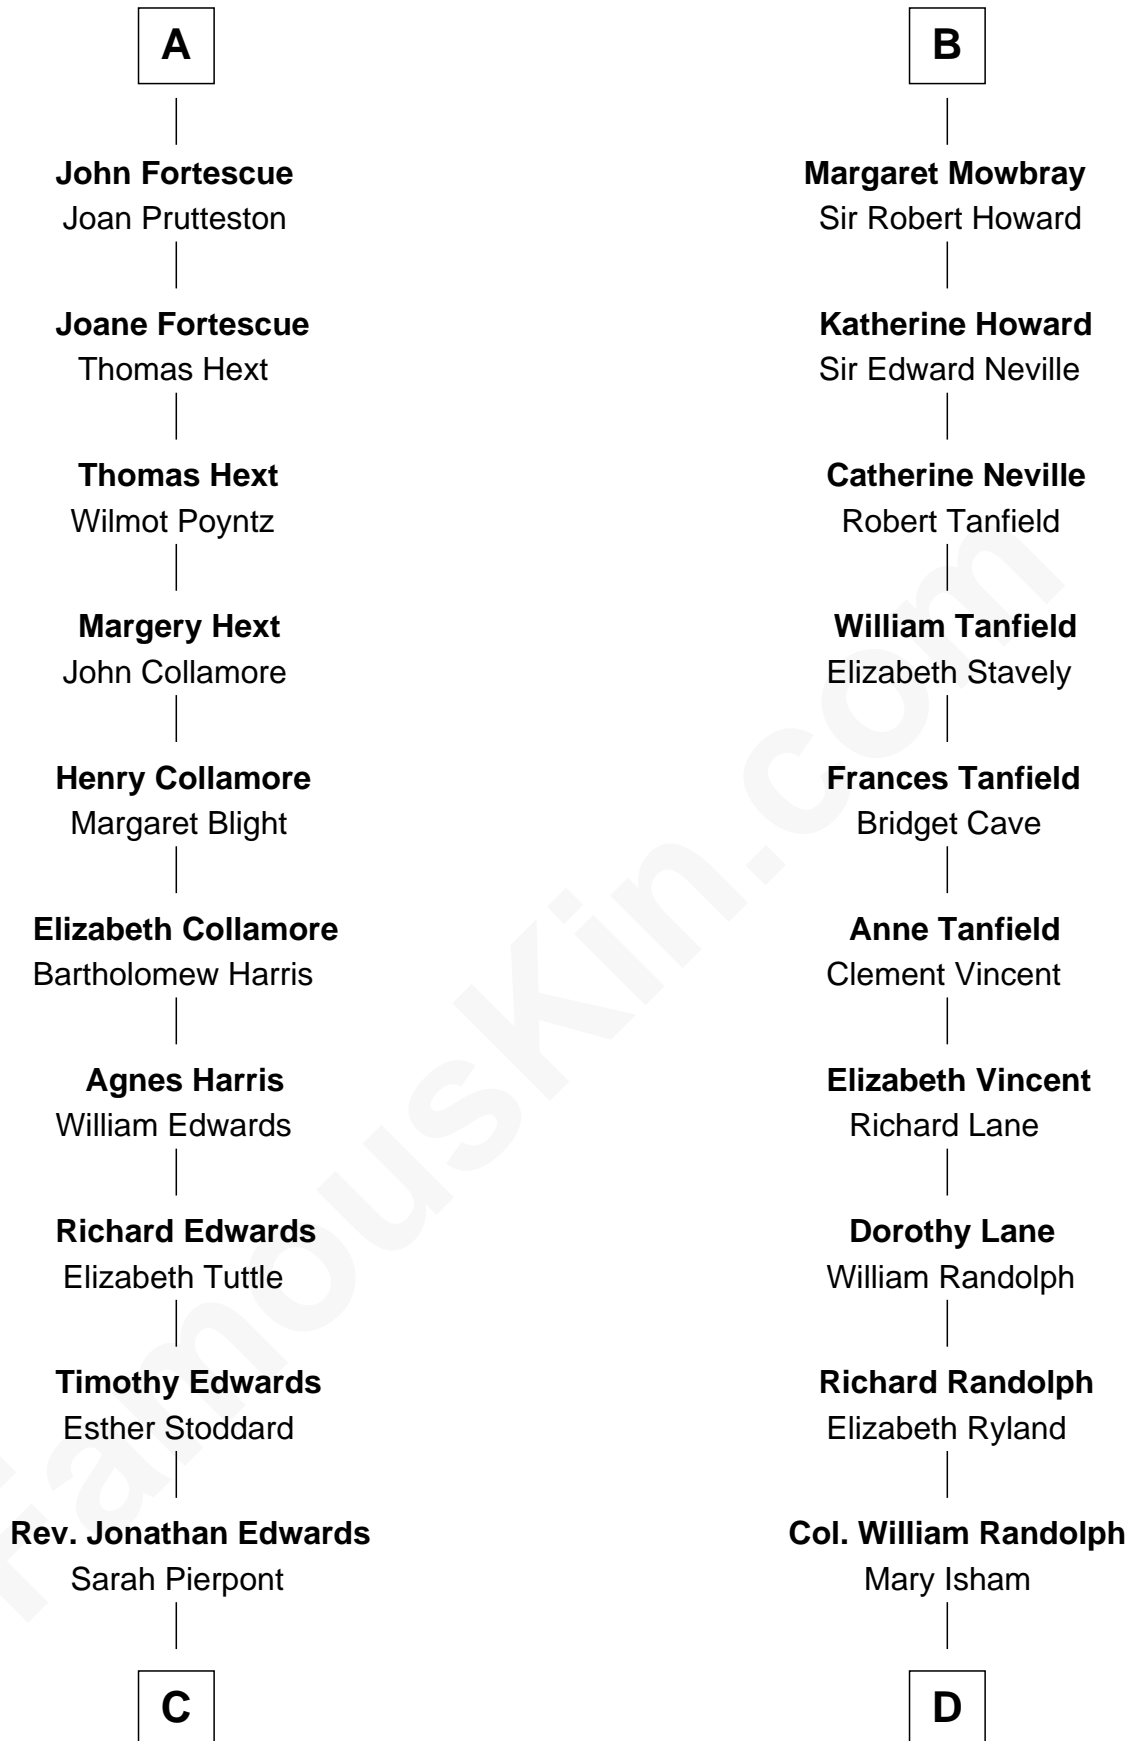 A
John Fortescue
Joan Prutteston
Joane Fortescue
Thomas Hext
Thomas Hext
Wilmot Poyntz
Margery Hext
John Collamore
Henry Collamore
Margaret Blight
Elizabeth Collamore
Bartholomew Harris
Agnes Harris
William Edwards
Richard Edwards
Elizabeth Tuttle
Timothy Edwards
Esther Stoddard
Rev. Jonathan Edwards
Sarah Pierpont
C
B
Margaret Mowbray
Sir Robert Howard
Katherine Howard
Sir Edward Neville
Catherine Neville
Robert Tanfield
William Tanfield
Elizabeth Stavely
Frances Tanfield
Bridget Cave
Anne Tanfield
Clement Vincent
Elizabeth Vincent
Richard Lane
Dorothy Lane
William Randolph
Richard Randolph
Elizabeth Ryland
Col. William Randolph
Mary Isham
D
FamousKin.com